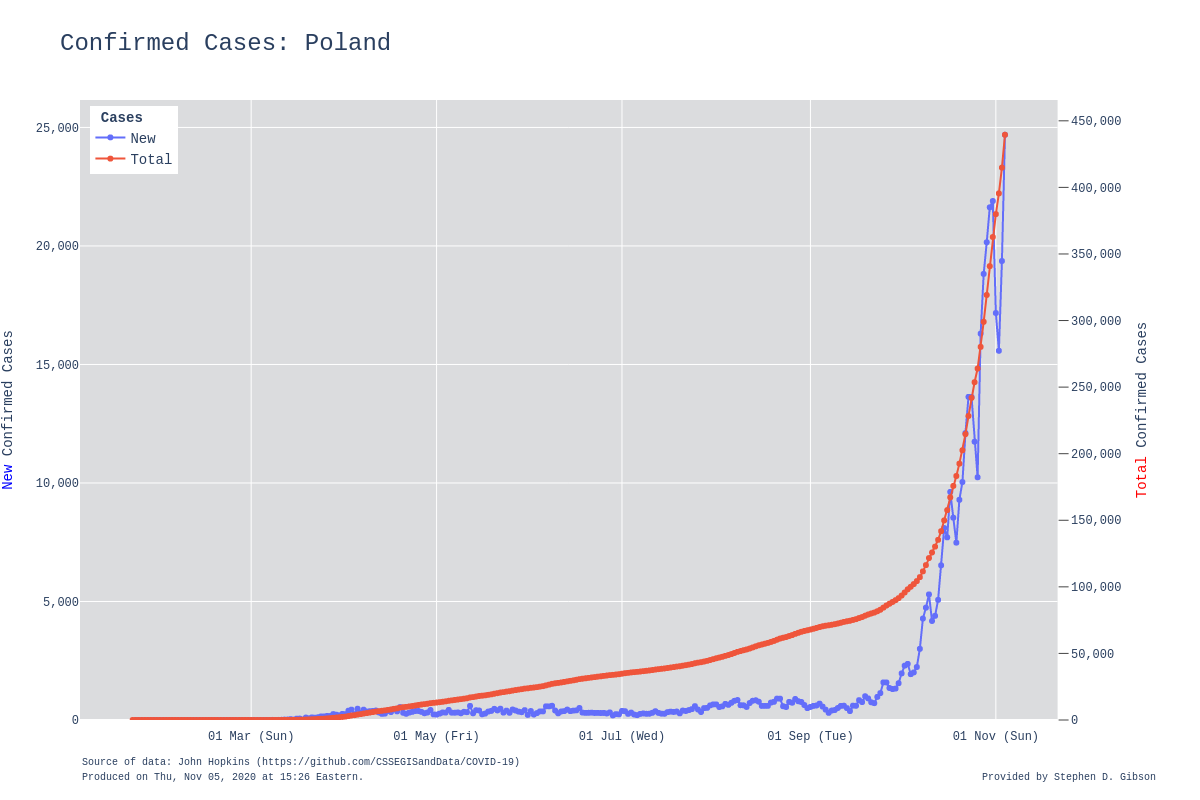 Confirmed Cases: Poland
Cases
New
Total
25,000
20,000
15,000
10,000
5,000
0
450,000
400,000
350,000
300,000
250,000
200,000
150,000
100,000
50,000
0
New Confirmed Cases
Total Confirmed Cases
01 Mar (Sun)
01 May (Fri)
01 Jul (Wed)
01 Sep (Tue)
01 Nov (Sun)
Source of data: John Hopkins (https://github.com/CSSEGISandData/COVID-19)
Produced on Thu, Nov 05, 2020 at 15:26 Eastern.
Provided by Stephen D. Gibson